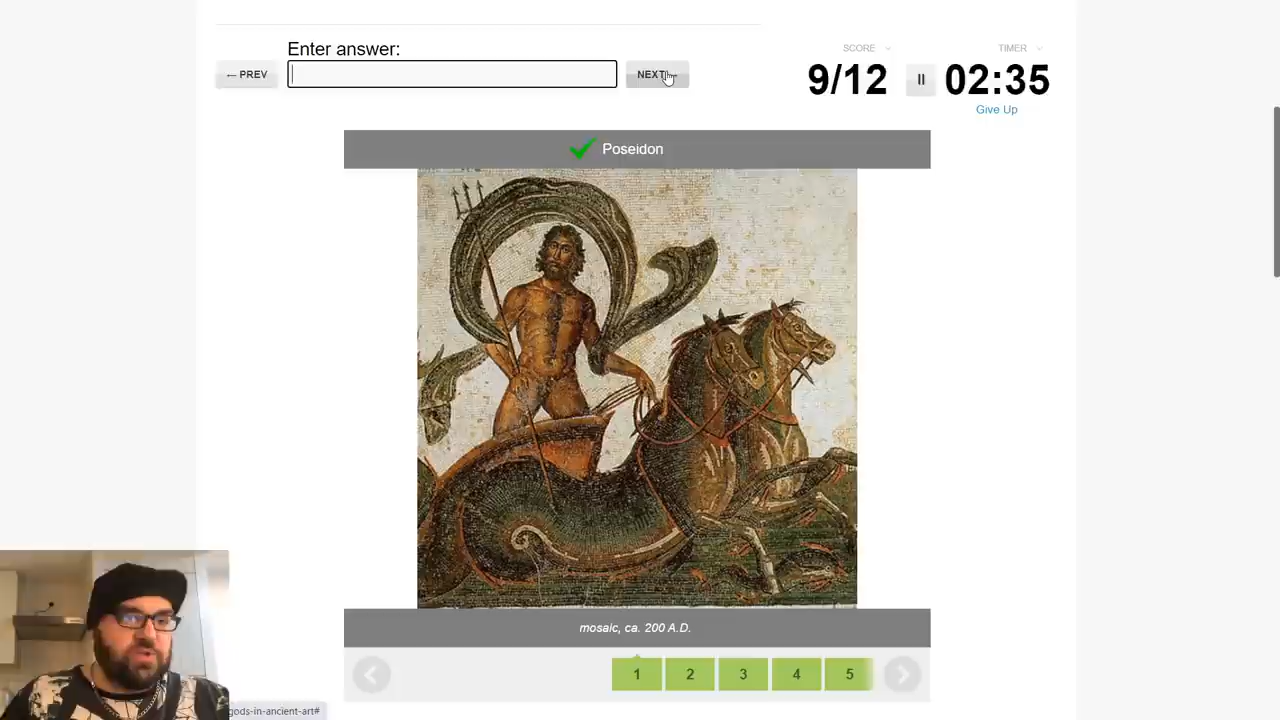 Enter answer:
← PREV
NEXT
SCORE
TIMER
9/12
02:35
Give Up
Poseidon
mosaic, ca. 200 A.D.
1 2 3 4 5
gods-in-ancient-art#